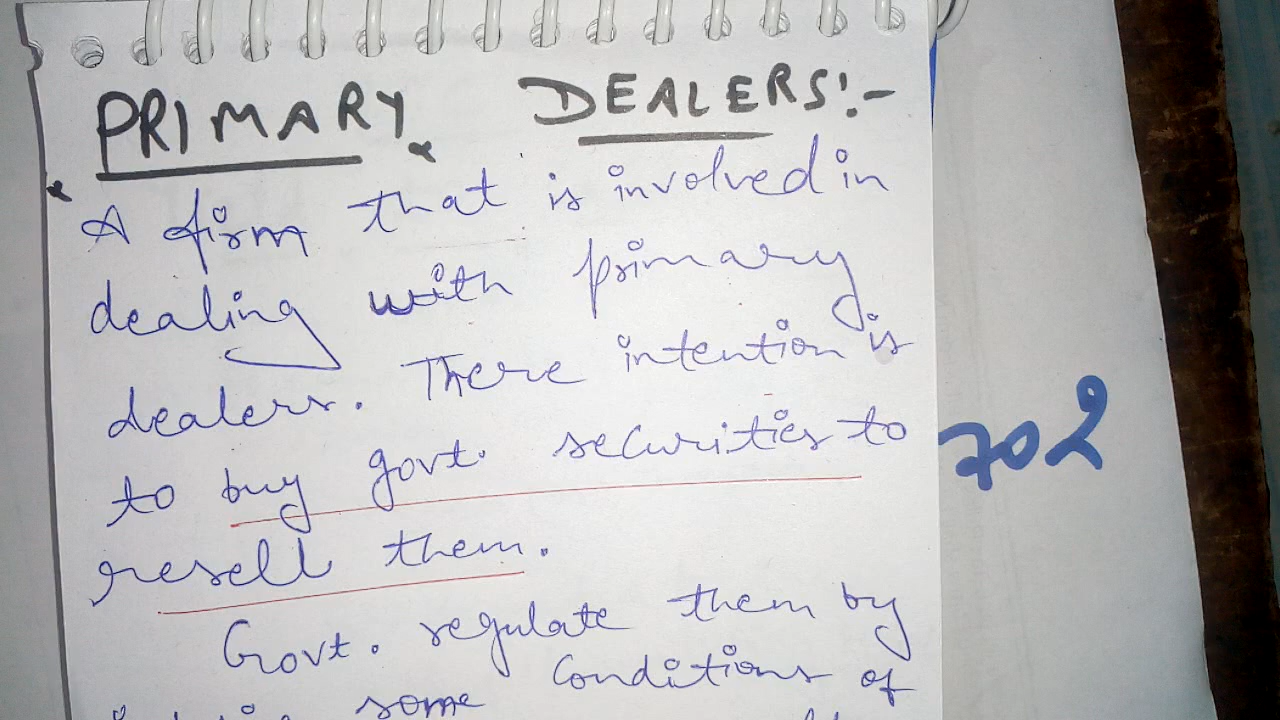 PRIMARY DEALERS:-
A firm that is involved in
dealing with primary
dealers. There intention is
to buy govt. securities to
resell them.
Govt. regulate them by
some conditions of
702